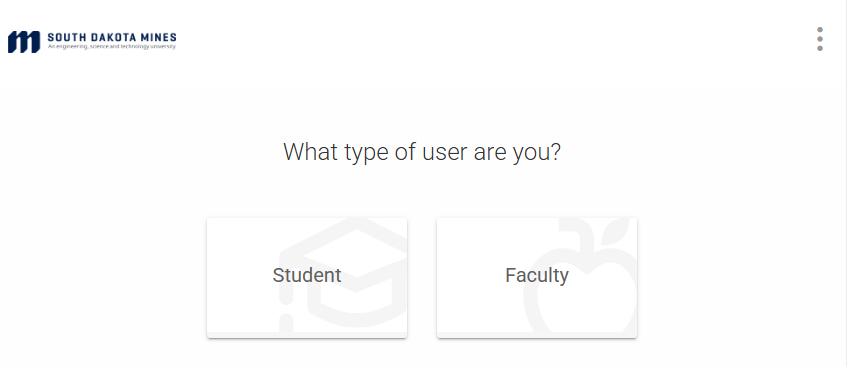 SOUTH DAKOTA MINES
An engineering, science and technology university
What type of user are you?
Student
Faculty